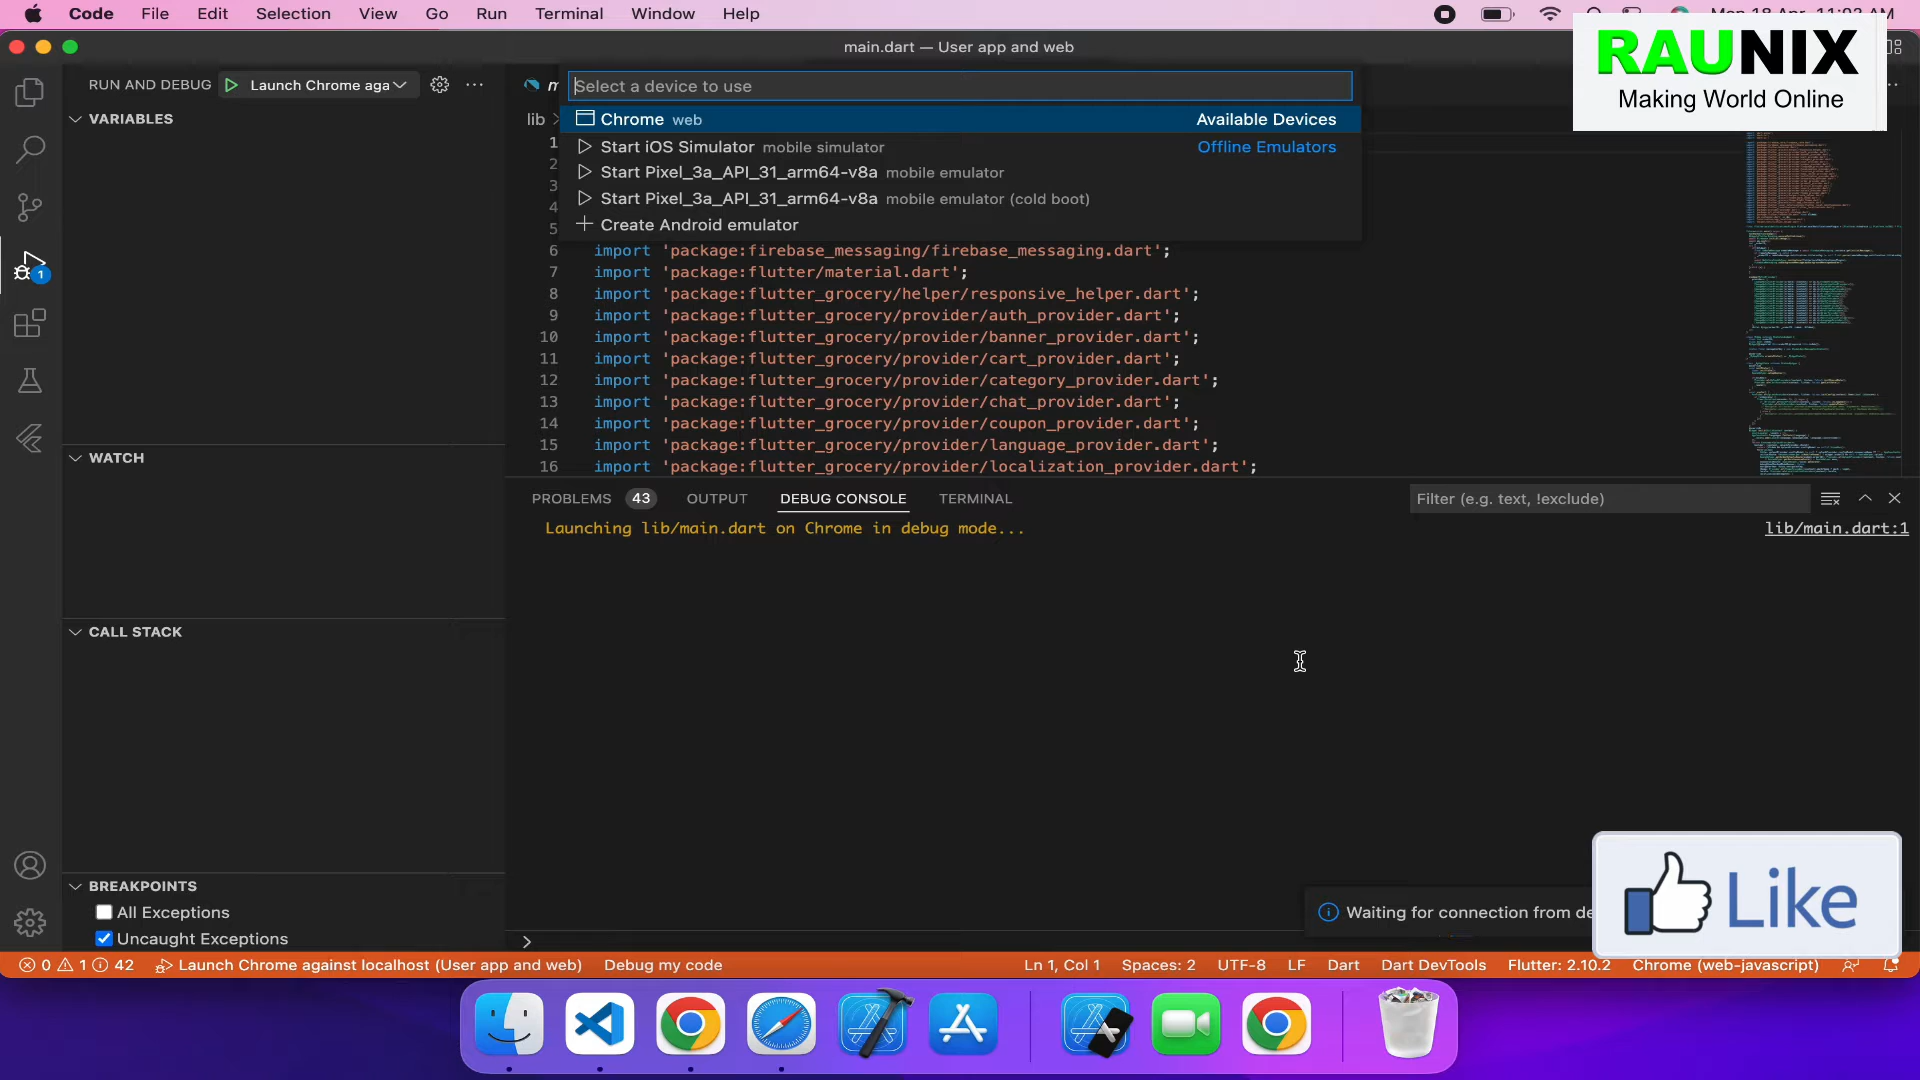 Code File Edit Selection View Go Run Terminal Window Help
main.dart — User app and web
RAUNIX
Making World Online
RUN AND DEBUG Launch Chrome aga
Select a device to use
VARIABLES
lib
Chrome web Available Devices
Start iOS Simulator mobile simulator Offline Emulators
Start Pixel_3a_API_31_arm64-v8a mobile emulator
Start Pixel_3a_API_31_arm64-v8a mobile emulator (cold boot)
Create Android emulator
1
2
3
4
5
6 import 'package:firebase_messaging/firebase_messaging.dart';
7 import 'package:flutter/material.dart';
8 import 'package:flutter_grocery/helper/responsive_helper.dart';
9 import 'package:flutter_grocery/provider/auth_provider.dart';
10 import 'package:flutter_grocery/provider/banner_provider.dart';
11 import 'package:flutter_grocery/provider/cart_provider.dart';
12 import 'package:flutter_grocery/provider/category_provider.dart';
13 import 'package:flutter_grocery/provider/chat_provider.dart';
14 import 'package:flutter_grocery/provider/coupon_provider.dart';
15 import 'package:flutter_grocery/provider/language_provider.dart';
16 import 'package:flutter_grocery/provider/localization_provider.dart';
WATCH
PROBLEMS 43 OUTPUT DEBUG CONSOLE TERMINAL Filter (e.g. text, !exclude)
Launching lib/main.dart on Chrome in debug mode... lib/main.dart:1
CALL STACK
BREAKPOINTS
All Exceptions
Uncaught Exceptions
1
Waiting for connection from de
Like
0 1 42 Launch Chrome against localhost (User app and web) Debug my code Ln 1, Col 1 Spaces: 2 UTF-8 LF Dart Dart DevTools Flutter: 2.10.2 Chrome (web-javascript)